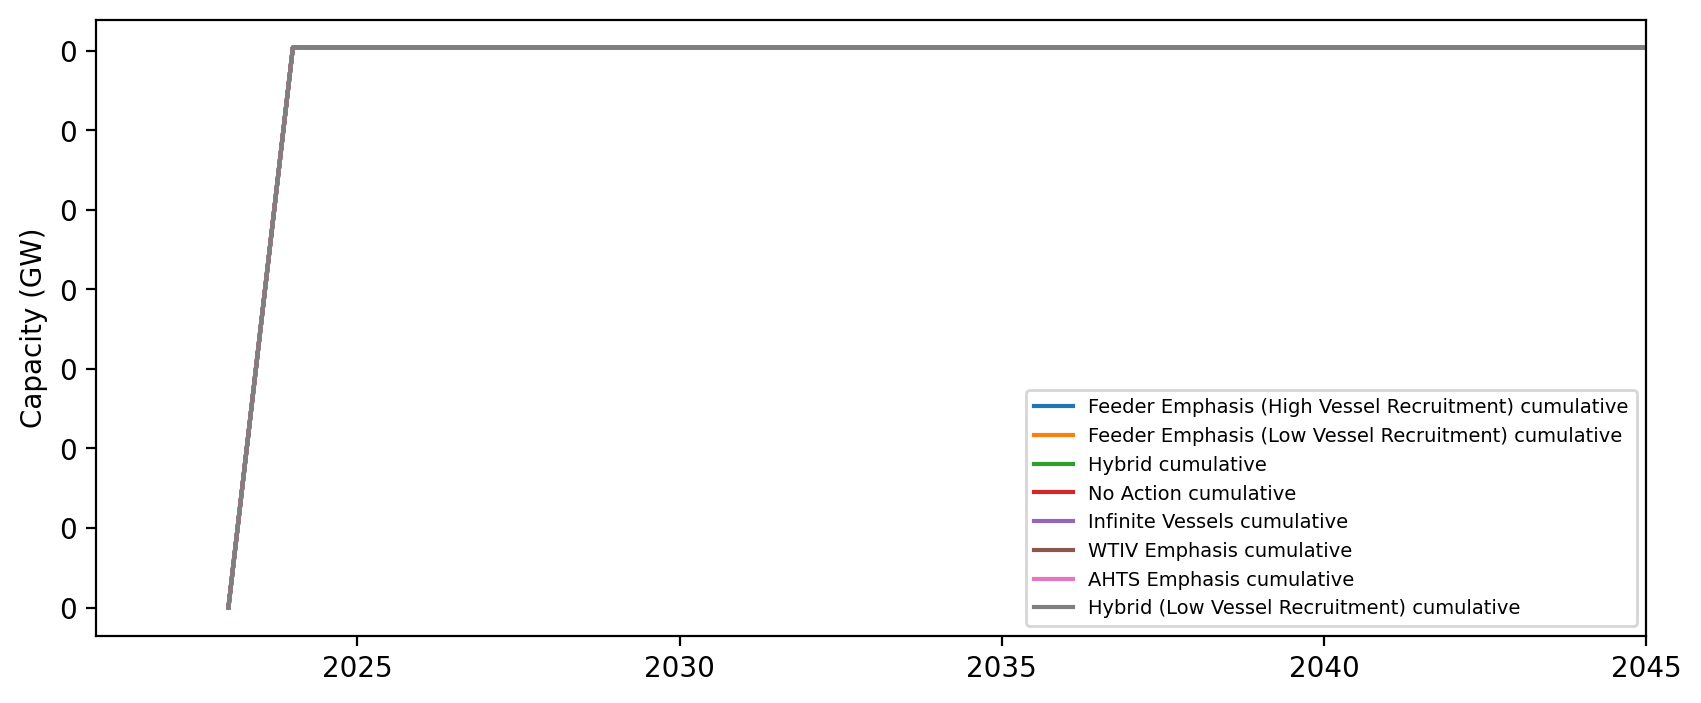 Capacity (GW)
0
0
0
0
0
0
0
0
Feeder Emphasis (High Vessel Recruitment) cumulative
Feeder Emphasis (Low Vessel Recruitment) cumulative
Hybrid cumulative
No Action cumulative
Infinite Vessels cumulative
WTIV Emphasis cumulative
AHTS Emphasis cumulative
Hybrid (Low Vessel Recruitment) cumulative
2025 2030 2035 2040 2045